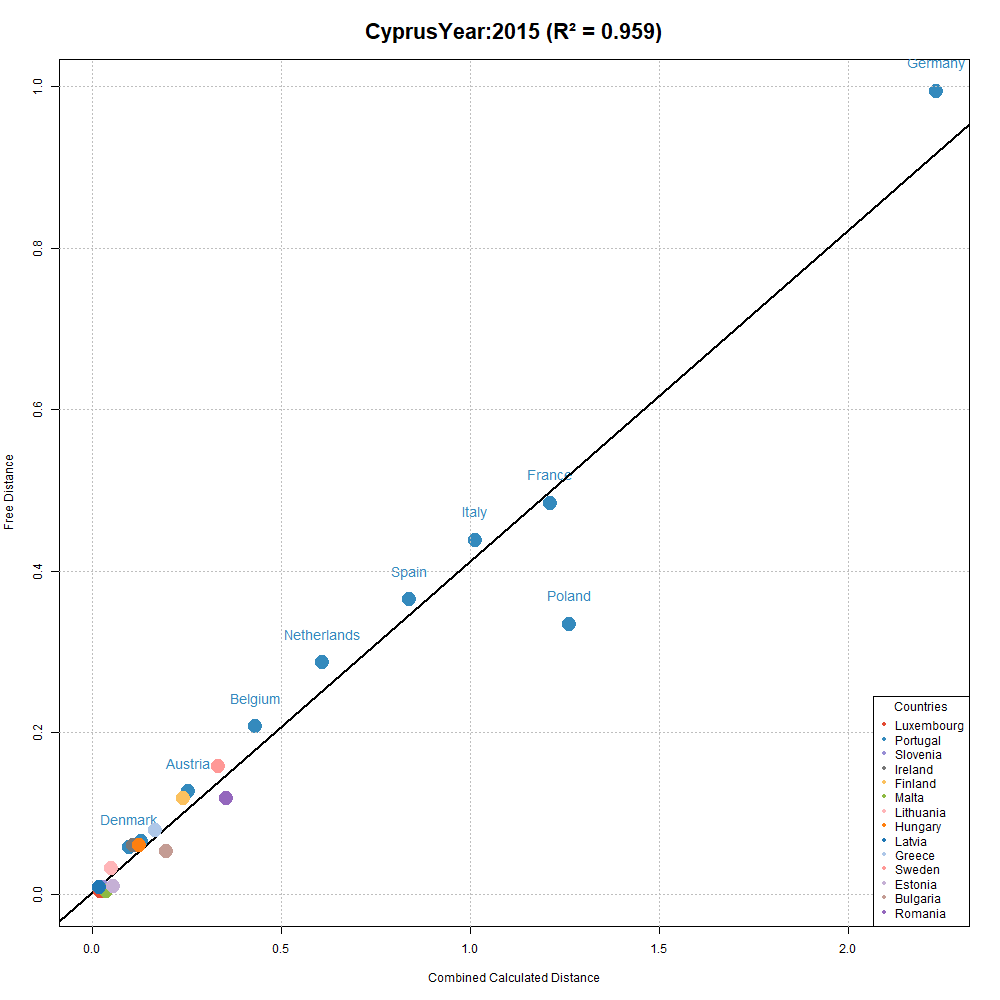 CyprusYear:2015 (R² = 0.959)
Germany
France
Italy
Spain
Poland
Netherlands
Belgium
Austria
Denmark
Countries
Luxembourg
Portugal
Slovenia
Ireland
Finland
Malta
Lithuania
Hungary
Latvia
Greece
Sweden
Estonia
Bulgaria
Romania
Free Distance
0.0
0.2
0.4
0.6
0.8
1.0
0.0 0.5 1.0 1.5 2.0
Combined Calculated Distance